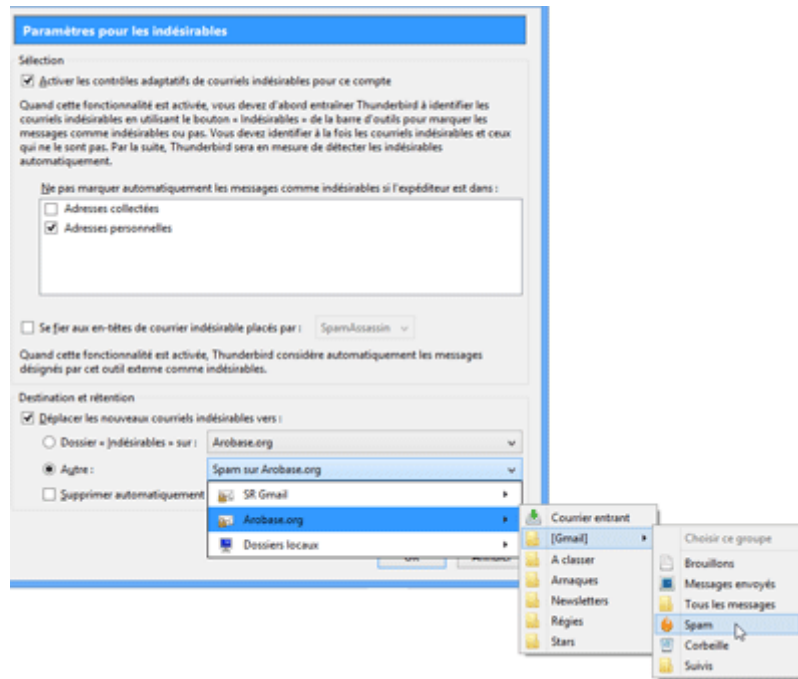 Paramètres pour les indésirables
Sélection
Activer les contrôles adaptatifs de courriels indésirables pour ce compte
Quand cette fonctionnalité est activée, vous devez d'abord entraîner Thunderbird à identifier les
courriels indésirables en utilisant le bouton « Indésirables » de la barre d'outils pour marquer les
messages comme indésirables ou pas. Vous devez identifier à la fois les courriels indésirables et ceux
qui ne le sont pas. Par la suite, Thunderbird sera en mesure de détecter les indésirables
automatiquement.
Ne pas marquer automatiquement les messages comme indésirables si l'expéditeur est dans :
Adresses collectées
Adresses personnelles
Se fier aux en-têtes de courrier indésirable placés par : SpamAssassin
Quand cette fonctionnalité est activée, Thunderbird considère automatiquement les messages
désignés par cet outil externe comme indésirables.
Destination et rétention
Déplacer les nouveaux courriels indésirables vers :
Dossier « Indésirables » sur : Arobase.org
Autre : Spam sur Arobase.org
Supprimer automatiquement
SR Gmail
Arobase.org
Dossiers locaux
Courrier entrant
[Gmail]
A classer
Arnaques
Newsletters
Régies
Stars
Choisir ce groupe
Brouillons
Messages envoyés
Tous les messages
Spam
Corbeille
Suivis